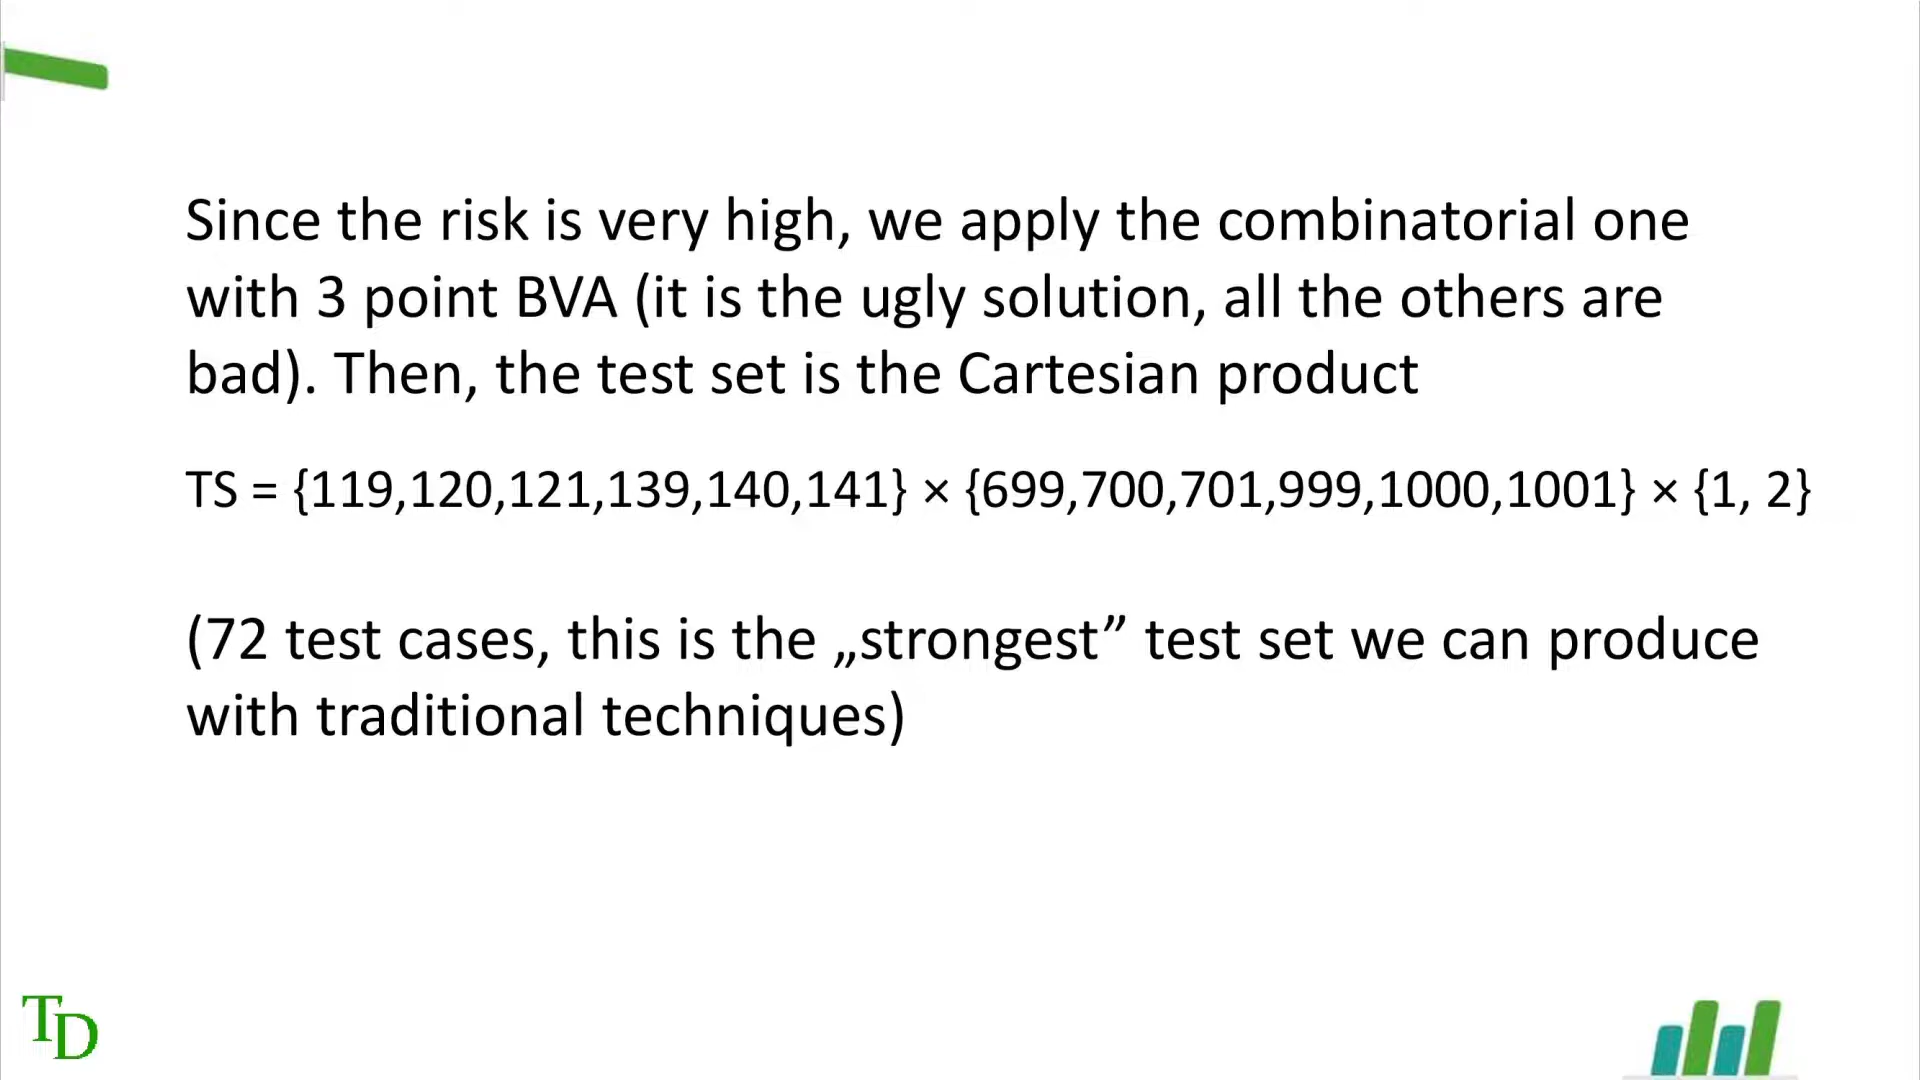 Since the risk is very high, we apply the combinatorial one
with 3 point BVA (it is the ugly solution, all the others are
bad). Then, the test set is the Cartesian product
TS = {119,120,121,139,140,141} × {699,700,701,999,1000,1001} × {1, 2}
(72 test cases, this is the „strongest” test set we can produce
with traditional techniques)
TD